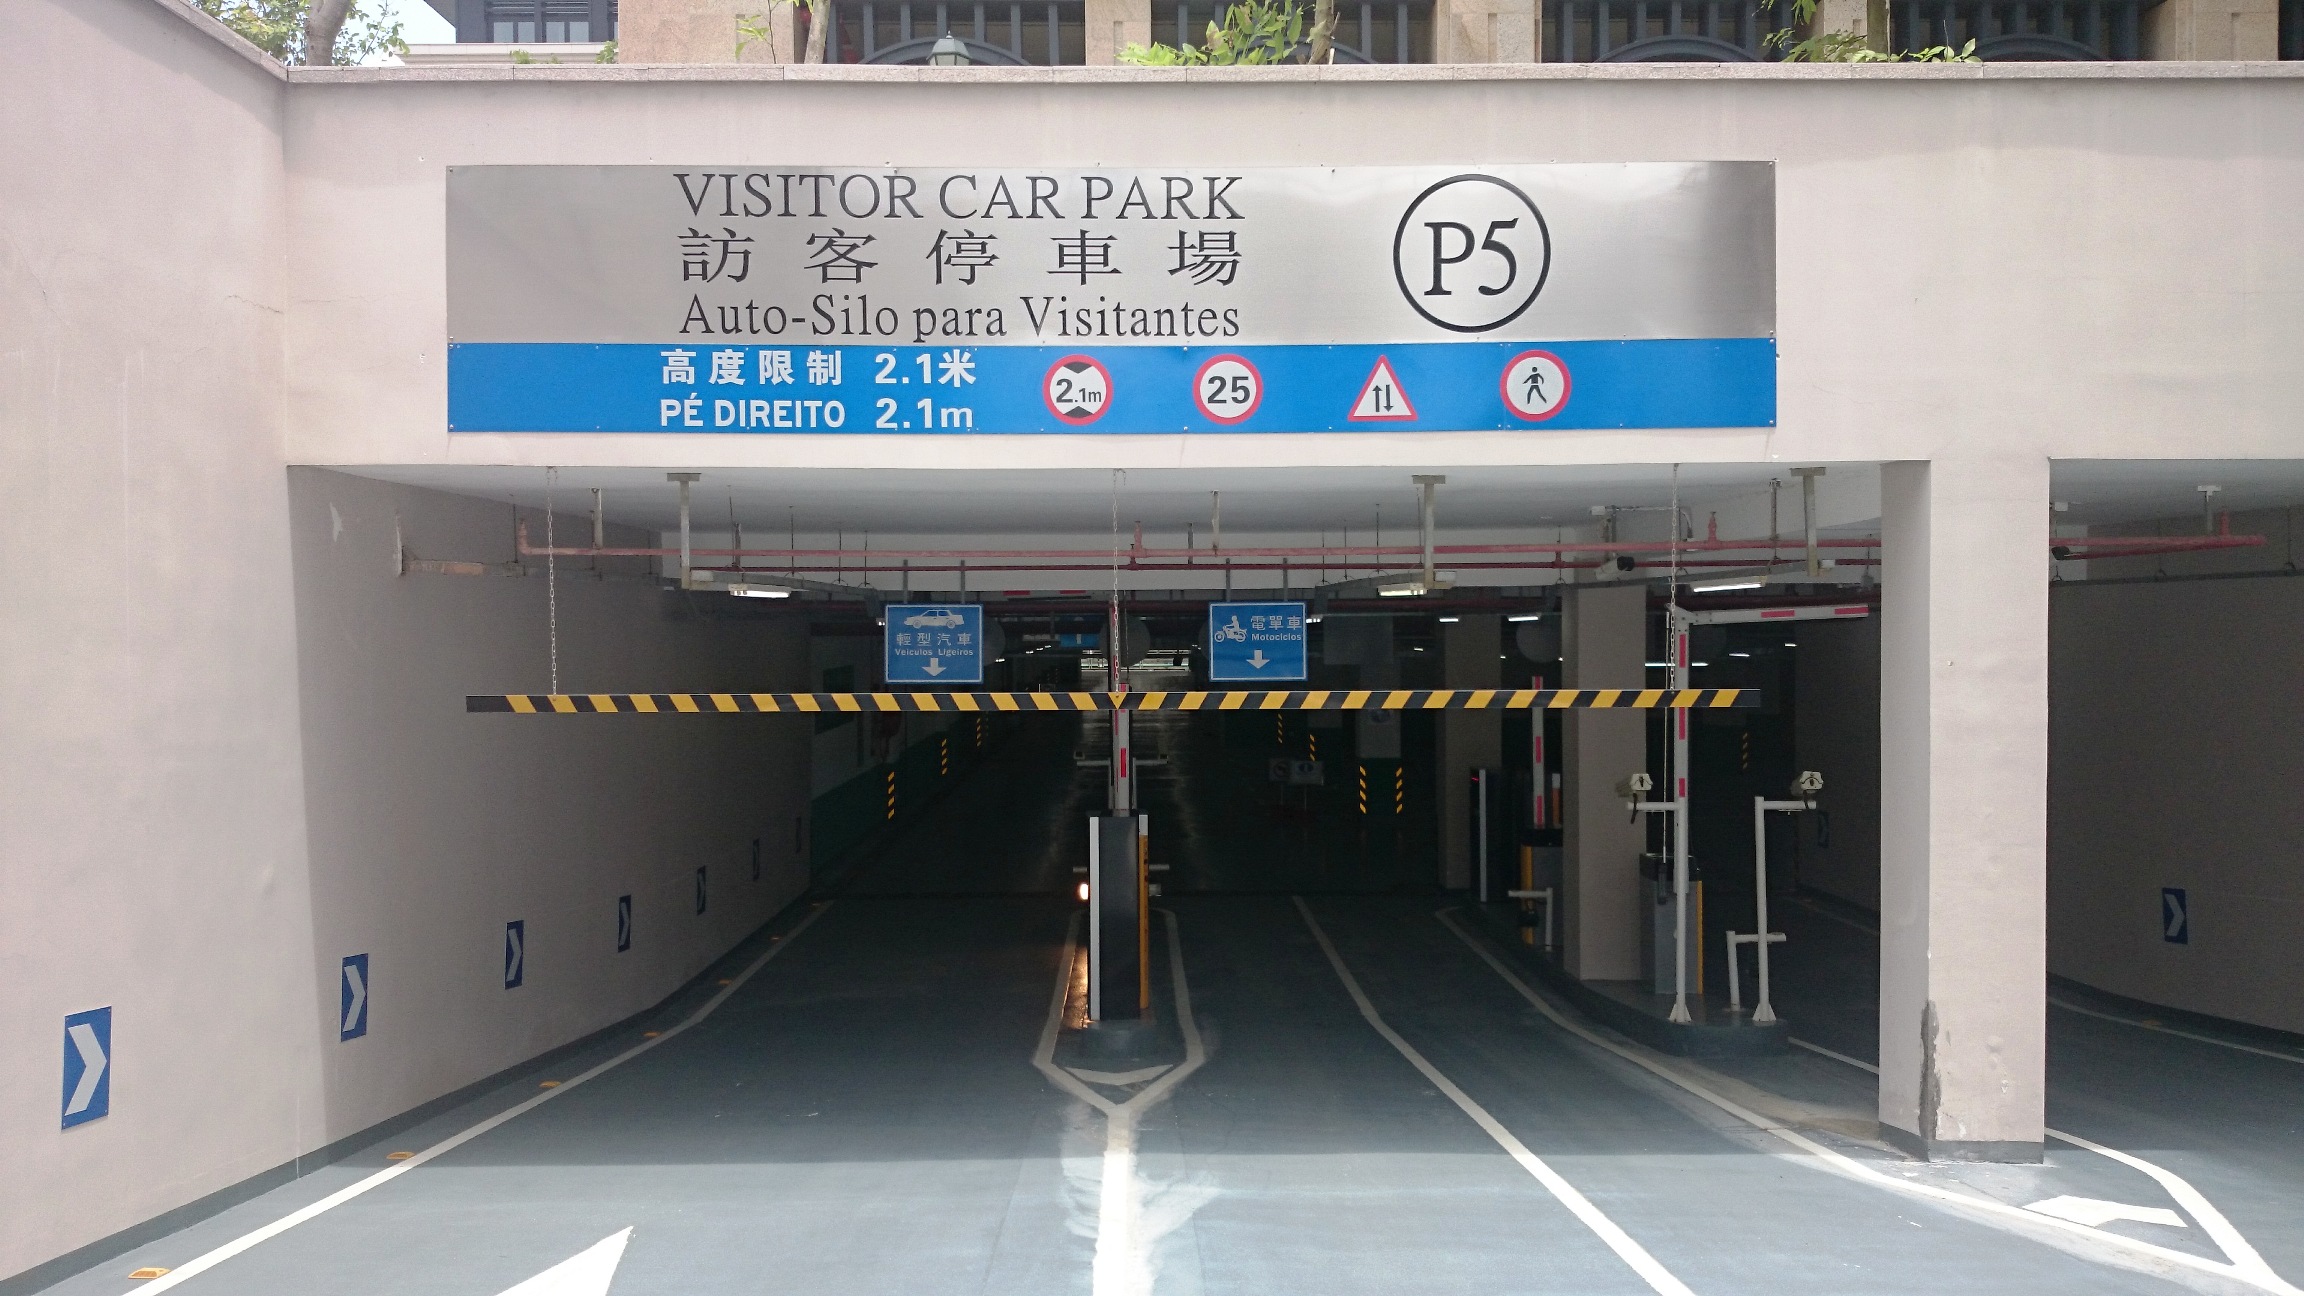 VISITOR CAR PARK
訪客停車場
Auto-Silo para Visitantes
P5
高度限制 2.1米
PÉ DIREITO 2.1m
2.1m
25
輕型汽車
Veiculos Ligeiros
電單車
Motociclos